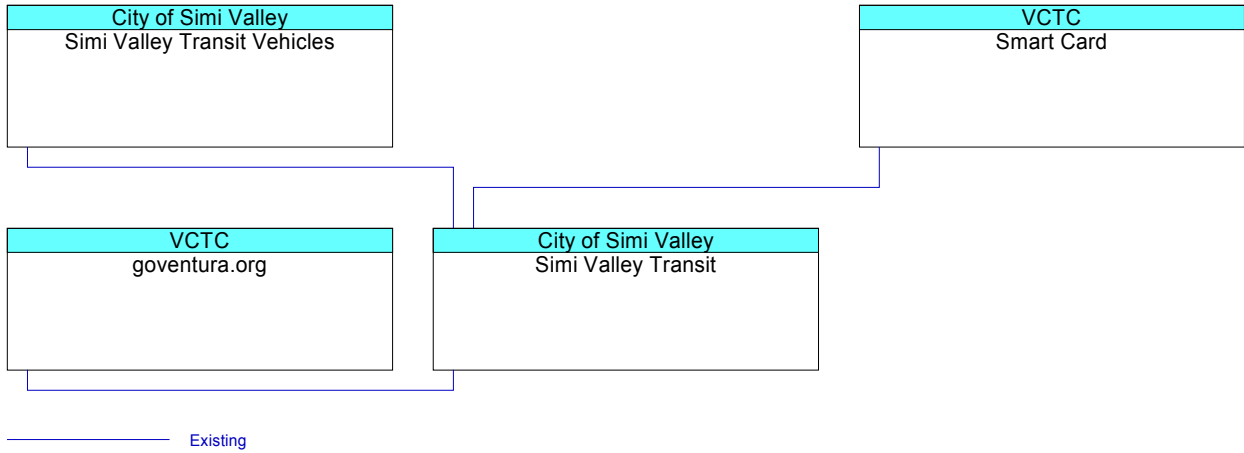 City of Simi Valley
Simi Valley Transit Vehicles
VCTC
Smart Card
VCTC
goventura.org
City of Simi Valley
Simi Valley Transit
Existing